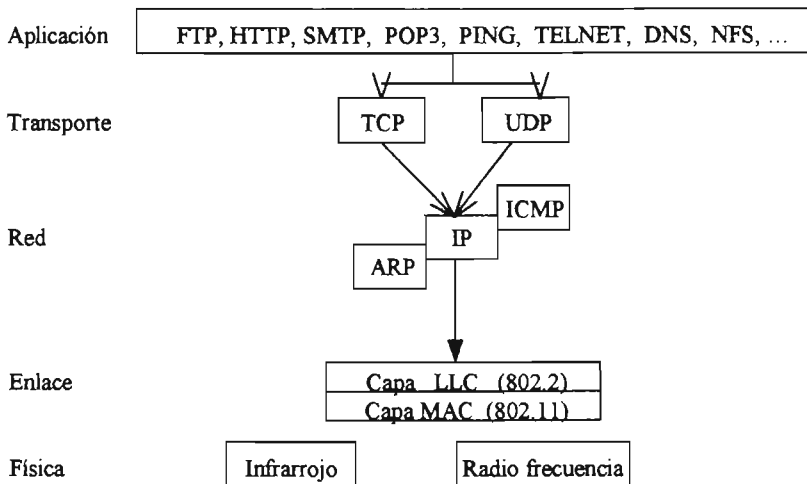 Aplicación
FTP, HTTP, SMTP, POP3, PING, TELNET, DNS, NFS, ...
Transporte
TCP
UDP
Red
ICMP
IP
ARP
Enlace
Capa LLC (802.2)
Capa MAC (802.11)
Física
Infrarrojo
Radio frecuencia